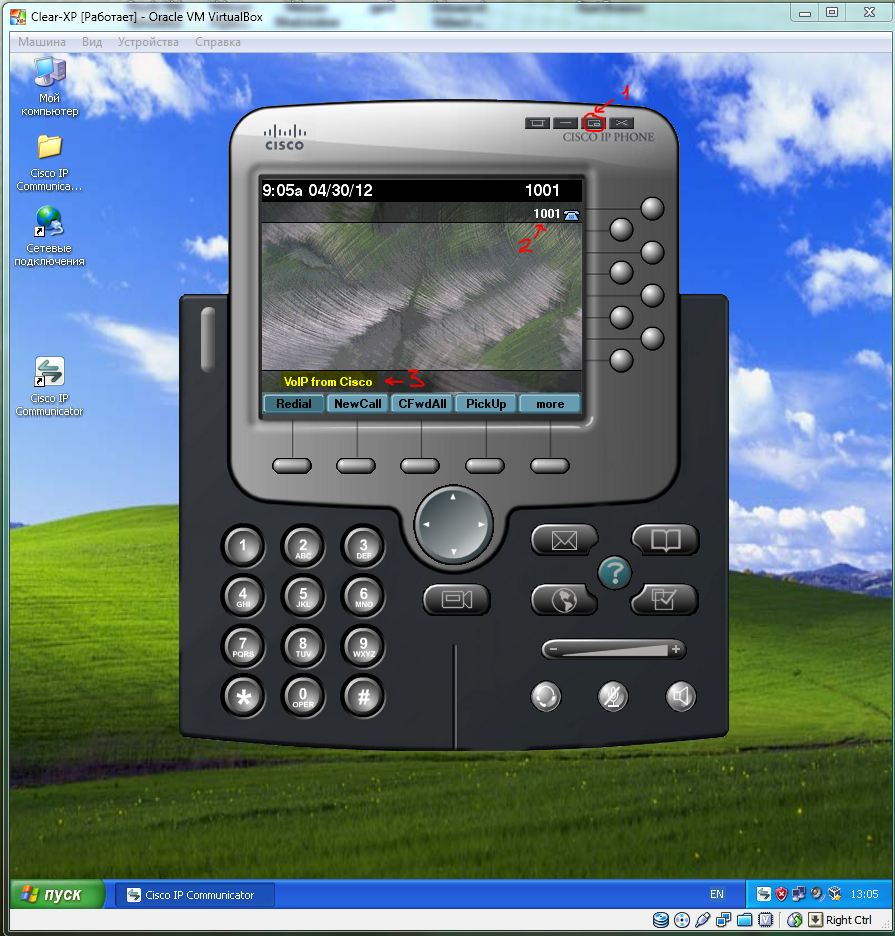 Clear-XP [Работает] - Oracle VM VirtualBox
Машина Вид Устройства Справка
Мой
компьютер
Cisco IP
Communica...
Сетевые
подключения
Cisco IP
Communicator
1
CISCO
CISCO IP PHONE
9:05a 04/30/12 1001
1001
2
VoIP from Cisco
3
Redial NewCall CFwdAll PickUp more
1 2 ABC 3 DEF
?
4 GHI 5 JKL 6 MNO
7 PQRS 8 TUV 9 WXYZ
− +
* 0 OPER #
пуск Cisco IP Communicator EN 13:05
Right Ctrl